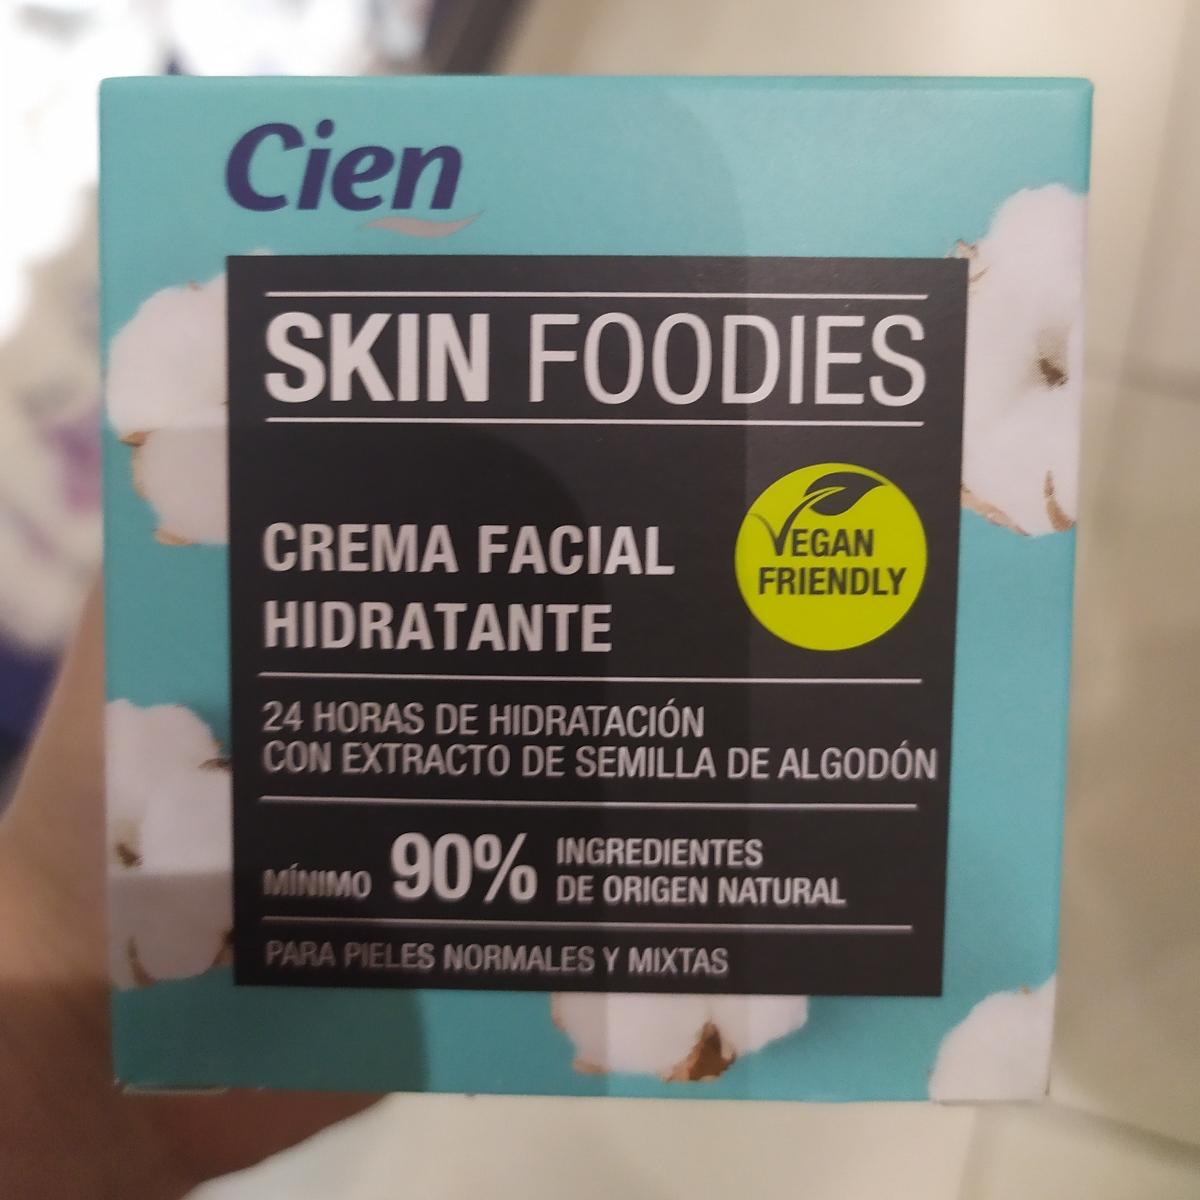 Cien
SKIN FOODIES
VEGAN
FRIENDLY
CREMA FACIAL
HIDRATANTE
24 HORAS DE HIDRATACIÓN
CON EXTRACTO DE SEMILLA DE ALGODÓN
MÍNIMO 90% INGREDIENTES
DE ORIGEN NATURAL
PARA PIELES NORMALES Y MIXTAS